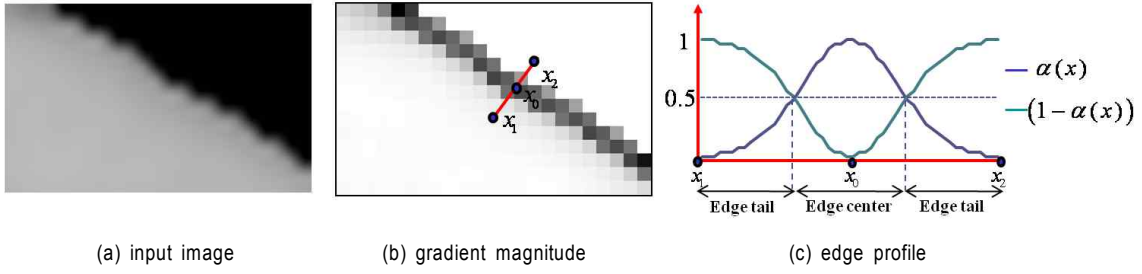 x₂
x₀
x₁
1
0.5
α(x)
(1−α(x))
x₁ x₀ x₂
Edge tail Edge center Edge tail
(a) input image (b) gradient magnitude (c) edge profile